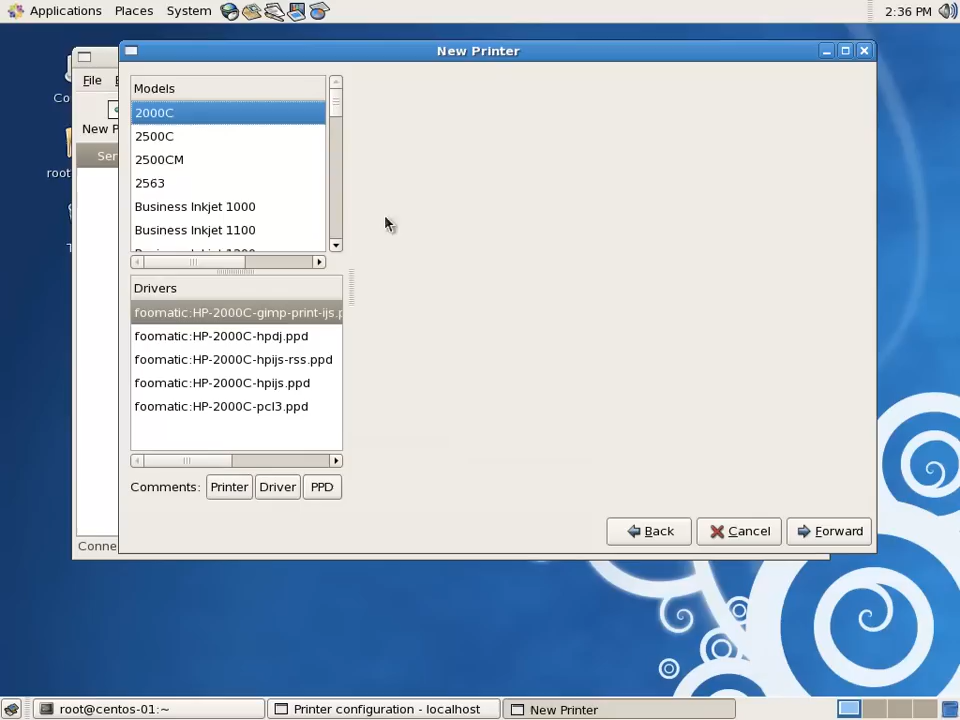 Applications Places System 2:36 PM
New Printer
File
Models
2000C
2500C
2500CM
2563
Business Inkjet 1000
Business Inkjet 1100
Business Inkjet 1200
New P
Ser
Co
root
Drivers
foomatic:HP-2000C-gimp-print-ijs.p
foomatic:HP-2000C-hpdj.ppd
foomatic:HP-2000C-hpijs-rss.ppd
foomatic:HP-2000C-hpijs.ppd
foomatic:HP-2000C-pcl3.ppd
Comments: Printer Driver PPD
Back Cancel Forward
Conne
root@centos-01:~ Printer configuration - localhost New Printer